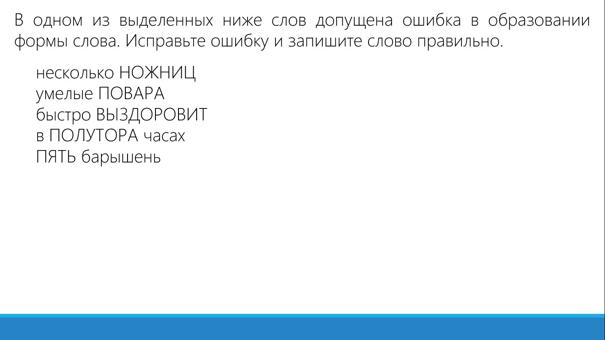 В одном из выделенных ниже слов допущена ошибка в образовании
формы слова. Исправьте ошибку и запишите слово правильно.
несколько НОЖНИЦ
умелые ПОВАРА
быстро ВЫЗДОРОВИТ
в ПОЛУТОРА часах
ПЯТЬ барышень